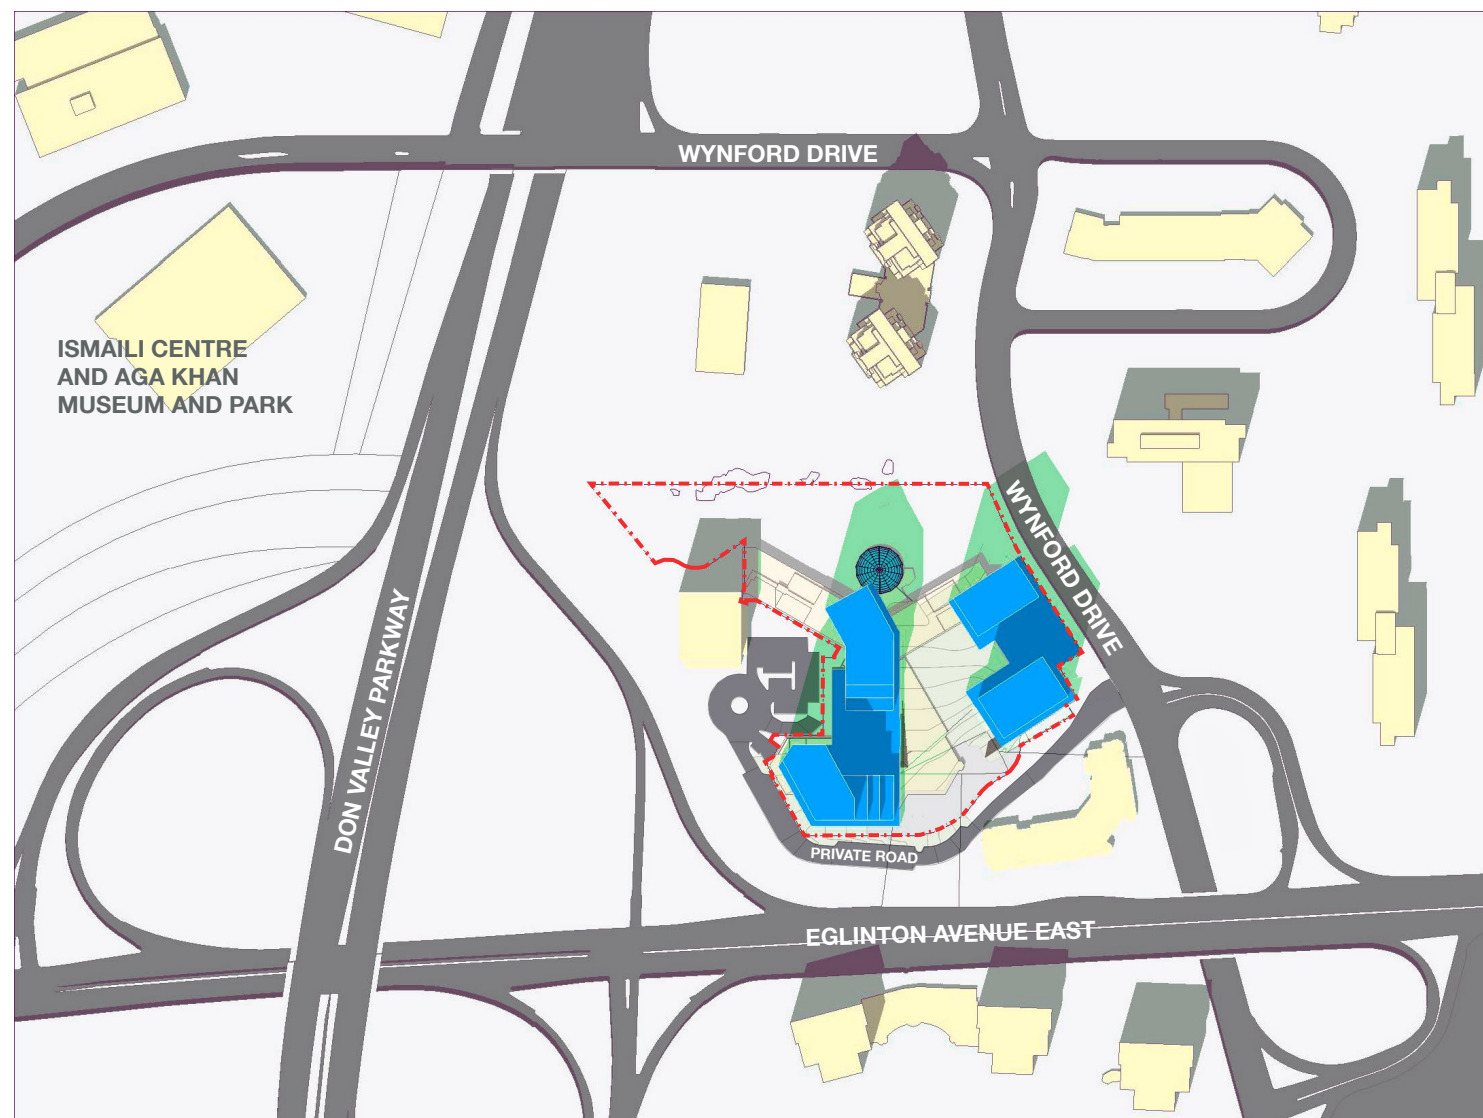 WYNFORD DRIVE
ISMAILI CENTRE
AND AGA KHAN
MUSEUM AND PARK
WYNFORD DRIVE
DON VALLEY PARKWAY
PRIVATE ROAD
EGLINTON AVENUE EAST